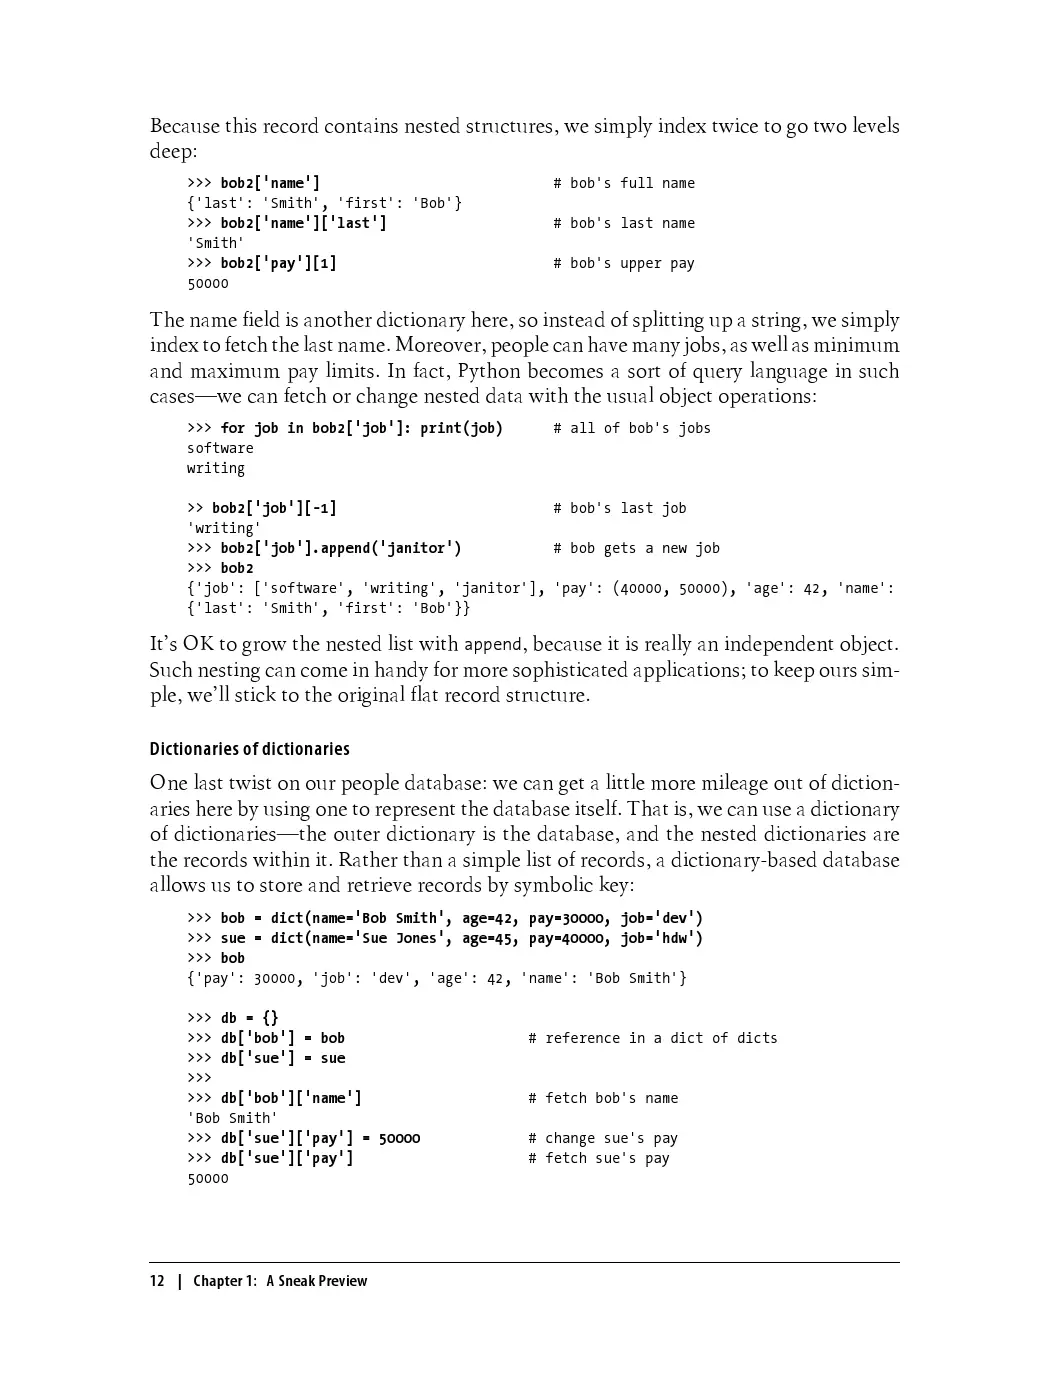 Because this record contains nested structures, we simply index twice to go two levels
deep:
>>> bob2['name']                            # bob's full name
{'last': 'Smith', 'first': 'Bob'}
>>> bob2['name']['last']                    # bob's last name
'Smith'
>>> bob2['pay'][1]                          # bob's upper pay
50000
The name field is another dictionary here, so instead of splitting up a string, we simply
index to fetch the last name. Moreover, people can have many jobs, as well as minimum
and maximum pay limits. In fact, Python becomes a sort of query language in such
cases—we can fetch or change nested data with the usual object operations:
>>> for job in bob2['job']: print(job)      # all of bob's jobs
software
writing
>> bob2['job'][-1]                          # bob's last job
'writing'
>>> bob2['job'].append('janitor')           # bob gets a new job
>>> bob2
{'job': ['software', 'writing', 'janitor'], 'pay': (40000, 50000), 'age': 42, 'name':
{'last': 'Smith', 'first': 'Bob'}}
It's OK to grow the nested list with append, because it is really an independent object.
Such nesting can come in handy for more sophisticated applications; to keep ours sim-
ple, we'll stick to the original flat record structure.
Dictionaries of dictionaries
One last twist on our people database: we can get a little more mileage out of diction-
aries here by using one to represent the database itself. That is, we can use a dictionary
of dictionaries—the outer dictionary is the database, and the nested dictionaries are
the records within it. Rather than a simple list of records, a dictionary-based database
allows us to store and retrieve records by symbolic key:
>>> bob = dict(name='Bob Smith', age=42, pay=30000, job='dev')
>>> sue = dict(name='Sue Jones', age=45, pay=40000, job='hdw')
>>> bob
{'pay': 30000, 'job': 'dev', 'age': 42, 'name': 'Bob Smith'}
>>> db = {}
>>> db['bob'] = bob                      # reference in a dict of dicts
>>> db['sue'] = sue
>>>
>>> db['bob']['name']                    # fetch bob's name
'Bob Smith'
>>> db['sue']['pay'] = 50000             # change sue's pay
>>> db['sue']['pay']                     # fetch sue's pay
50000
12 | Chapter 1: A Sneak Preview